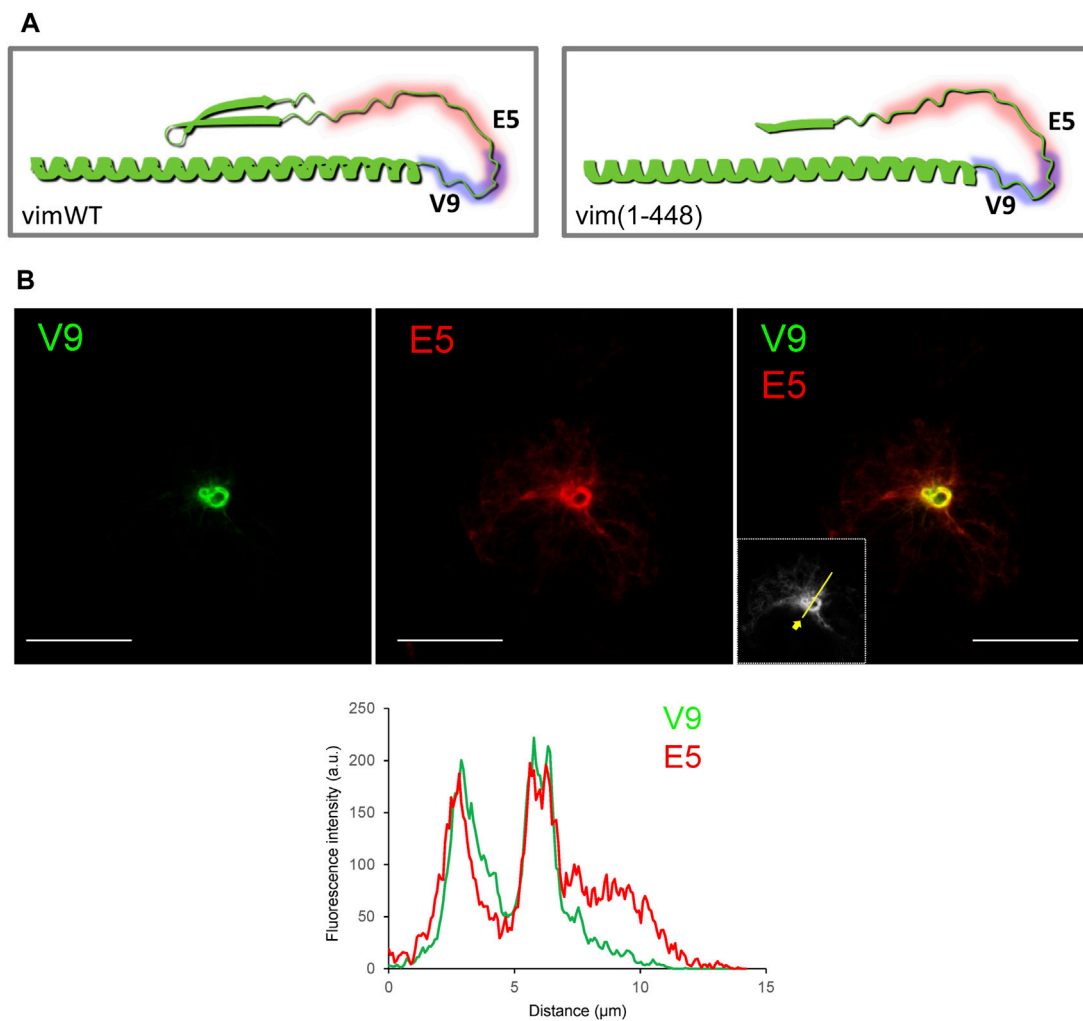 A
E5
V9
vimWT
E5
V9
vim(1-448)
B
V9
E5
V9
E5
250
200
150
100
50
0
Fluorescence intensity (a.u.)
V9
E5
0
5
10
15
Distance (µm)